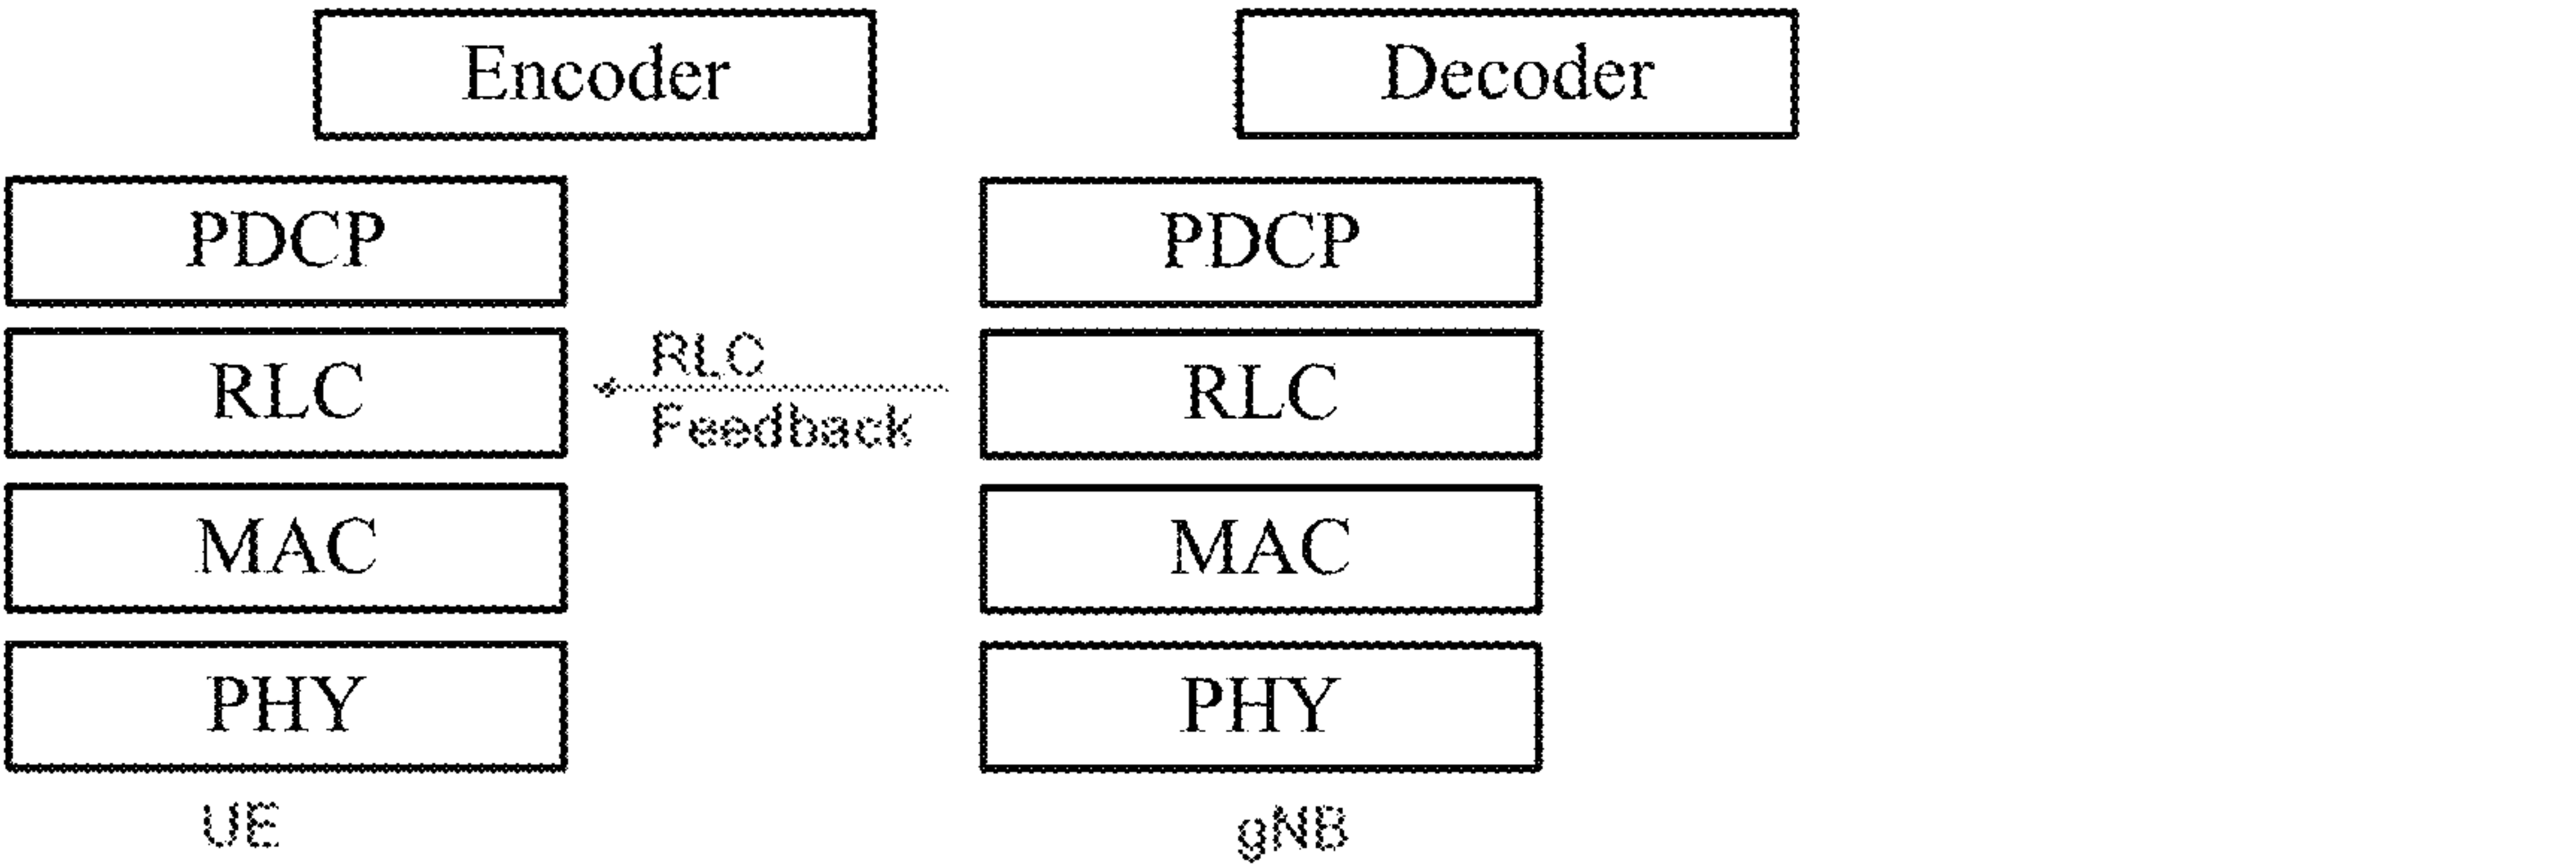 Encoder
Decoder
PDCP
PDCP
RLC
RLC
Feedback
RLC
MAC
MAC
PHY
PHY
UE
gNB